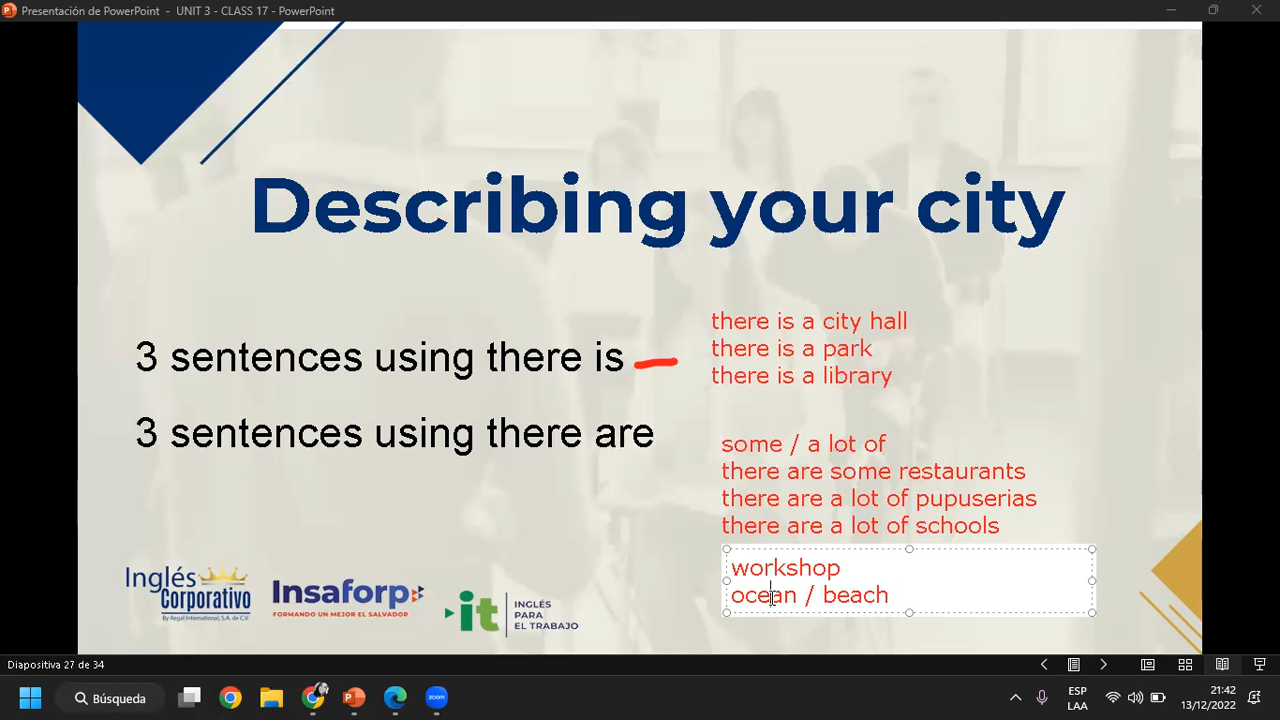 Presentación de PowerPoint - UNIT 3 - CLASS 17 - PowerPoint
Describing your city
3 sentences using there is
3 sentences using there are
there is a city hall
there is a park
there is a library
some / a lot of
there are some restaurants
there are a lot of pupuserias
there are a lot of schools
workshop
ocean / beach
Inglés
Corporativo
By Regal International, S.A. de C.V.
Insaforp
FORMANDO UN MEJOR EL SALVADOR
it
INGLÉS
PARA
EL TRABAJO
Diapositiva 27 de 34
Búsqueda
zoom
ESP
LAA
21:42
13/12/2022